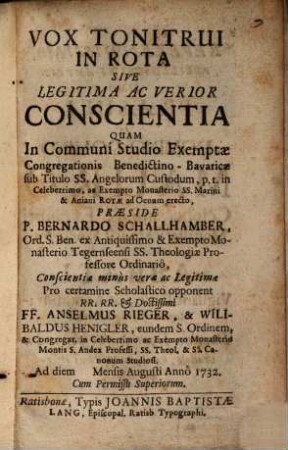 VOX TONITRUI
IN ROTA
SIVE
LEGITIMA AC VERIOR
CONSCIENTIA
QUAM
In Communi Studio Exemptæ
Congregationis Benedictino-Bavaricæ
sub Titulo SS. Angelorum Custodum, p. t. in
Celeberrimo, ac Exempto Monasterio SS. Marini
& Aniani ROTÆ ad Oenum erecto,
PRÆSIDE
P. BERNARDO SCHALLHAMBER,
Ord. S. Ben. ex Antiquissimo & Exempto Mo-
nasterio Tegernseensi SS. Theologiæ Pro-
fessore Ordinariô,
Conscientiæ minùs veræ ac Legitimæ
Pro certamine Scholastico opponent
RR. RR. & Doctissimi
FF. ANSELMUS RIEGER, & WILI-
BALDUS HENIGLER, eundem S. Ordinem,
& Congregat. in Celeberrimo ac Exempto Monasterio
Montis S. Andex Professi, SS. Theol. & SS. Ca-
nonum Studiosi.
Ad diem Mensis Augusti Annô 1732.
Cum Permissu Superiorum.
Ratisbonæ, Typis JOANNIS BAPTISTÆ
LANG, Episcopal. Ratisb Typographi.